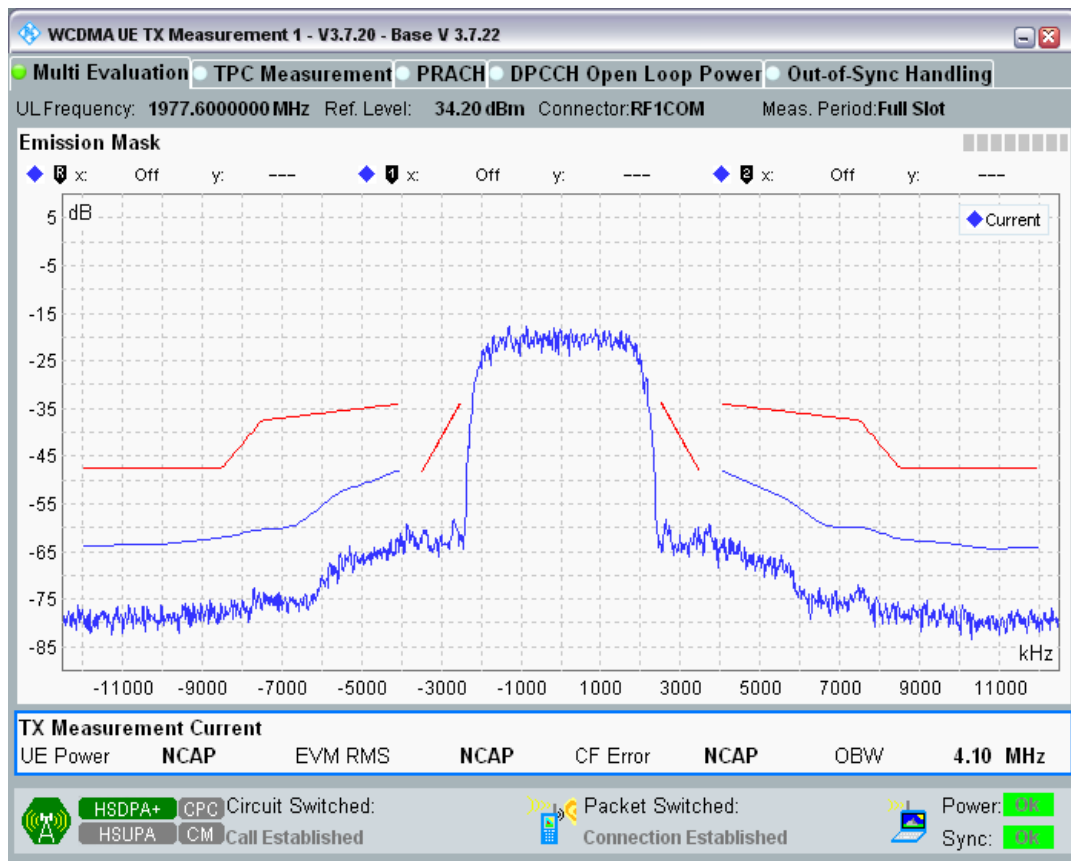 WCDMA UE TX Measurement 1 - V3.7.20 - Base V 3.7.22
Multi Evaluation TPC Measurement PRACH DPCCH Open Loop Power Out-of-Sync Handling
UL Frequency: 1977.6000000 MHz Ref. Level: 34.20 dBm Connector:RF1COM Meas. Period:Full Slot
Emission Mask
R x: Off y: --- 1 x: Off y: --- 2 x: Off y: ---
dB
Current
5
-5
-15
-25
-35
-45
-55
-65
-75
-85
kHz
-11000 -9000 -7000 -5000 -3000 -1000 1000 3000 5000 7000 9000 11000
TX Measurement Current
UE Power NCAP EVM RMS NCAP CF Error NCAP OBW 4.10 MHz
HSDPA+ CPC Circuit Switched: Packet Switched: Power: OK
HSUPA CM Call Established Connection Established Sync: OK